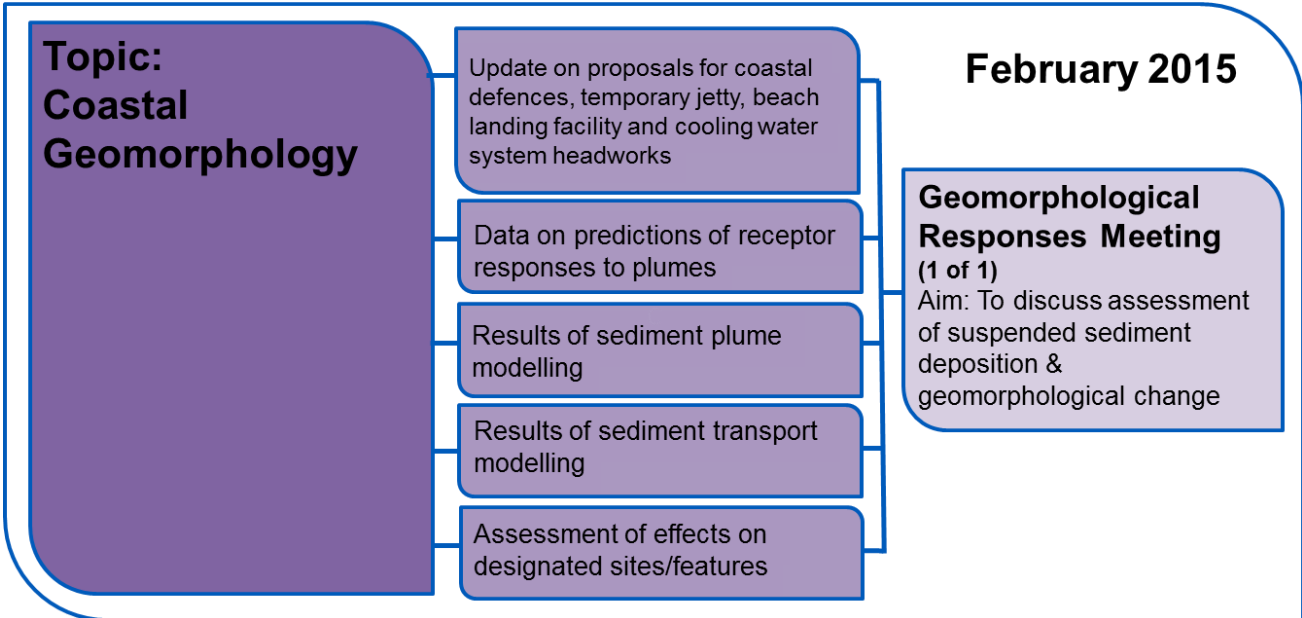 Topic:
Coastal
Geomorphology
Update on proposals for coastal
defences, temporary jetty, beach
landing facility and cooling water
system headworks
Data on predictions of receptor
responses to plumes
Results of sediment plume
modelling
Results of sediment transport
modelling
Assessment of effects on
designated sites/features
February 2015
Geomorphological
Responses Meeting
(1 of 1)
Aim: To discuss assessment
of suspended sediment
deposition &
geomorphological change